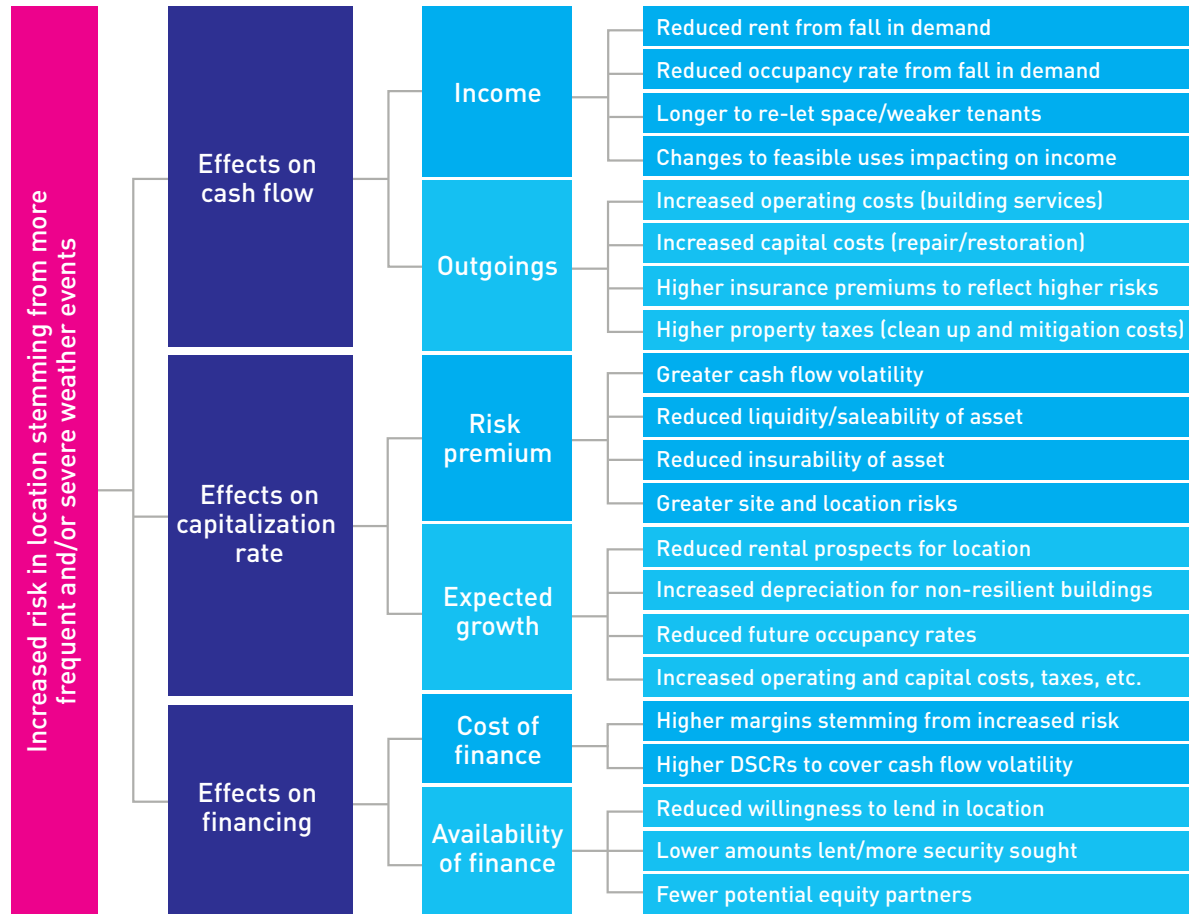 Increased risk in location stemming from more
frequent and/or severe weather events
Effects on
cash flow
Income
Reduced rent from fall in demand
Reduced occupancy rate from fall in demand
Longer to re-let space/weaker tenants
Changes to feasible uses impacting on income
Outgoings
Increased operating costs (building services)
Increased capital costs (repair/restoration)
Higher insurance premiums to reflect higher risks
Higher property taxes (clean up and mitigation costs)
Effects on
capitalization
rate
Risk
premium
Greater cash flow volatility
Reduced liquidity/saleability of asset
Reduced insurability of asset
Greater site and location risks
Expected
growth
Reduced rental prospects for location
Increased depreciation for non-resilient buildings
Reduced future occupancy rates
Increased operating and capital costs, taxes, etc.
Effects on
financing
Cost of
finance
Higher margins stemming from increased risk
Higher DSCRs to cover cash flow volatility
Availability
of finance
Reduced willingness to lend in location
Lower amounts lent/more security sought
Fewer potential equity partners